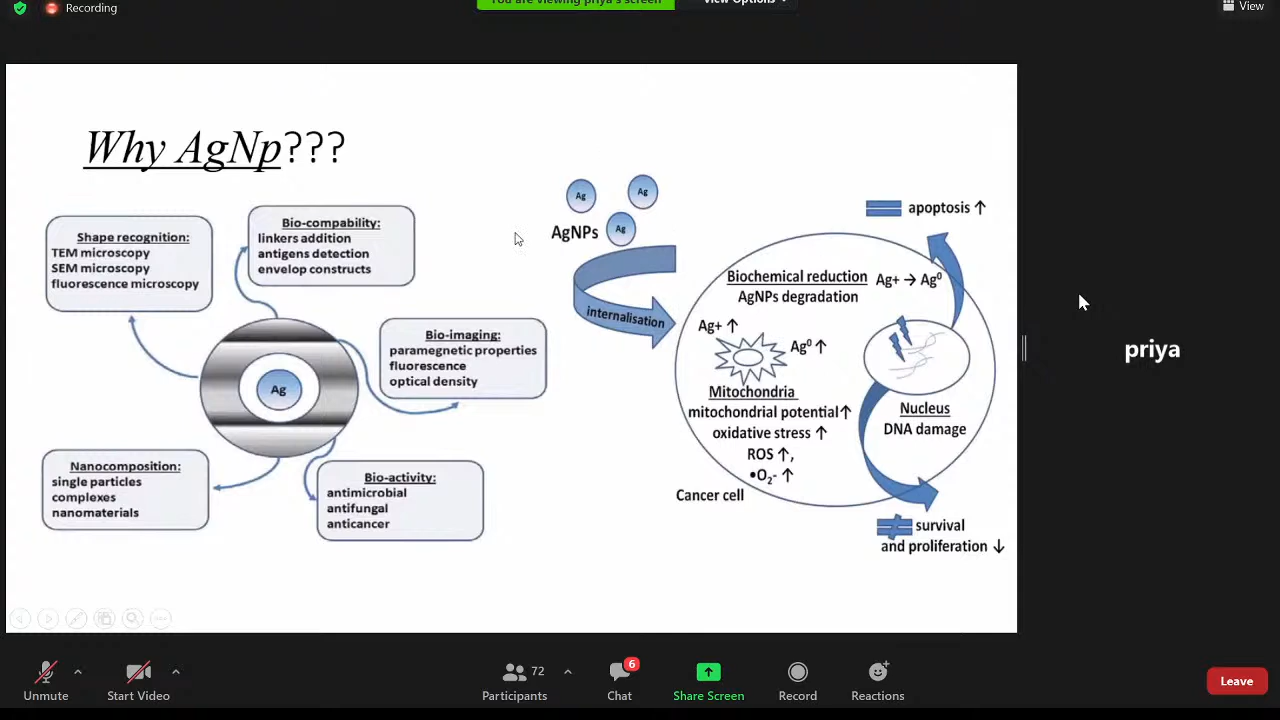 Recording
You are viewing priya's screen
View Options
View
Why AgNp???
Shape recognition:
TEM microscopy
SEM microscopy
fluorescence microscopy
Bio-compability:
linkers addition
antigens detection
envelop constructs
Bio-imaging:
paramegnetic properties
fluorescence
optical density
Ag
Nanocomposition:
single particles
complexes
nanomaterials
Bio-activity:
antimicrobial
antifungal
anticancer
Ag
Ag
Ag
AgNPs
internalisation
apoptosis ↑
Biochemical reduction
AgNPs degradation
Ag+ → Ag⁰
Ag+ ↑
Ag⁰ ↑
Mitochondria
mitochondrial potential↑
oxidative stress ↑
ROS ↑,
•O₂- ↑
Nucleus
DNA damage
Cancer cell
survival
and proliferation ↓
priya
Unmute
Start Video
72
Participants
6
Chat
Share Screen
Record
Reactions
Leave